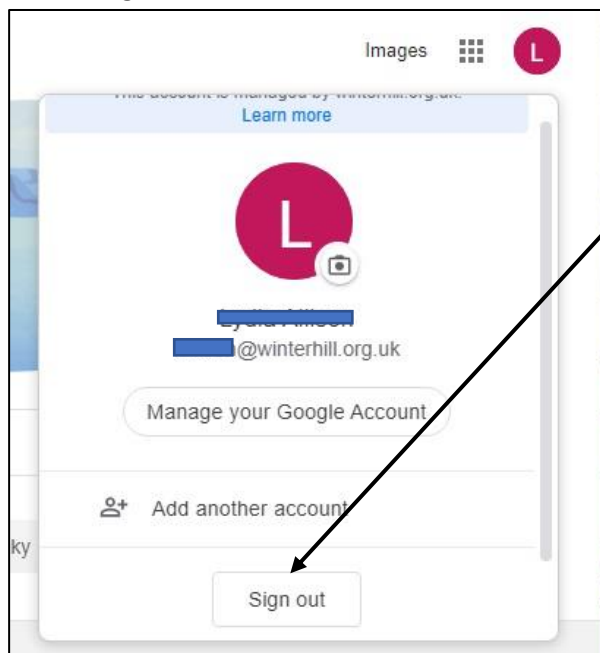 Images
L
This account is managed by winterhill.org.uk.
Learn more
L
@winterhill.org.uk
Manage your Google Account
Add another account
ky
Sign out